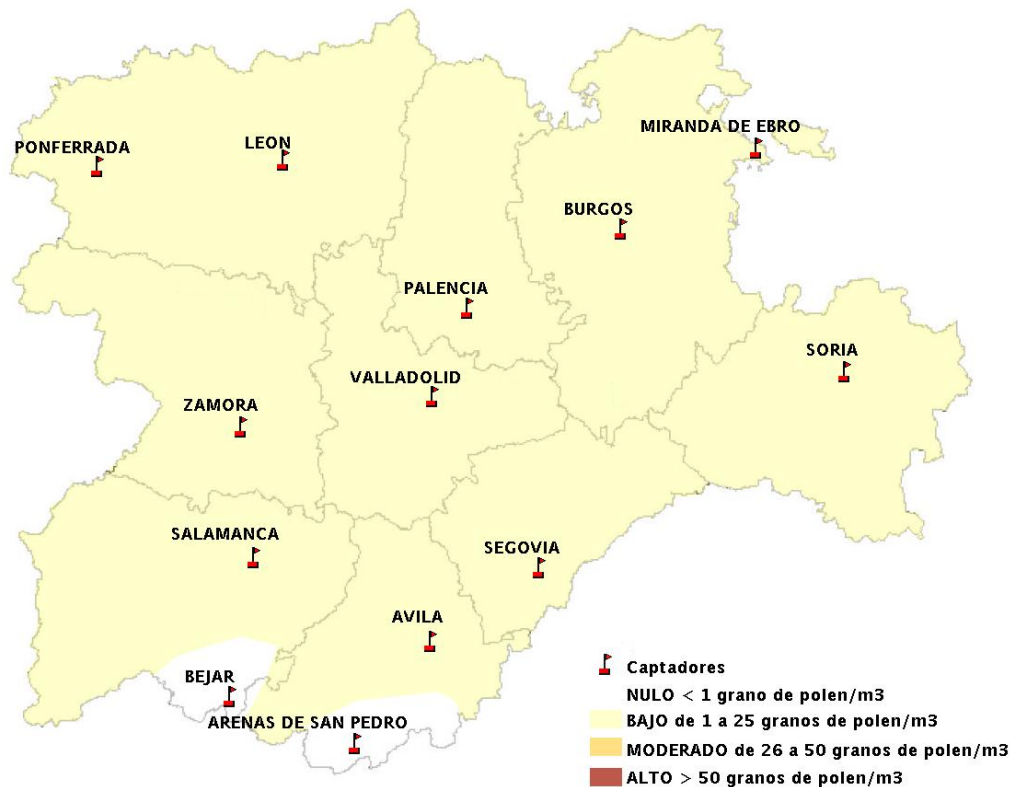 MIRANDA DE EBRO
PONFERRADA
LEON
BURGOS
PALENCIA
SORIA
VALLADOLID
ZAMORA
SALAMANCA
SEGOVIA
AVILA
BEJAR
ARENAS DE SAN PEDRO
Captadores
NULO < 1 grano de polen/m3
BAJO de 1 a 25 granos de polen/m3
MODERADO de 26 a 50 granos de polen/m3
ALTO > 50 granos de polen/m3